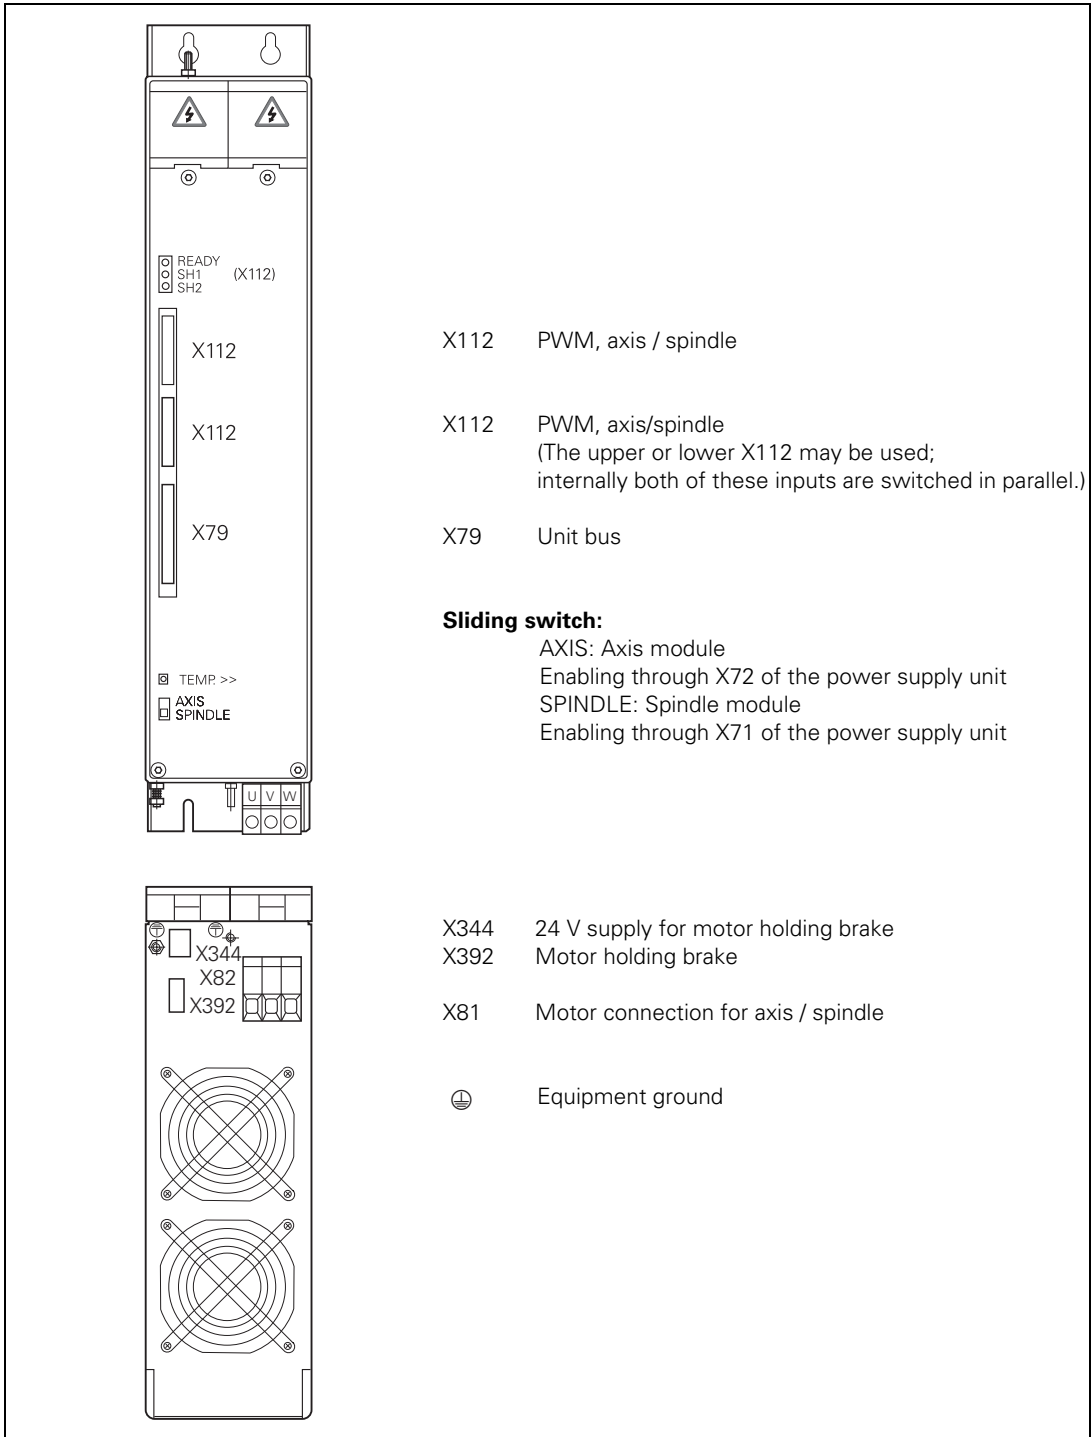 READY
SH1 (X112)
SH2
X112
X112 PWM, axis / spindle
X112
X112 PWM, axis/spindle
(The upper or lower X112 may be used;
internally both of these inputs are switched in parallel.)
X79
X79 Unit bus
Sliding switch:
AXIS: Axis module
Enabling through X72 of the power supply unit
SPINDLE: Spindle module
Enabling through X71 of the power supply unit
TEMP. >>
AXIS
SPINDLE
U V W
X344
X82
X392
X344 24 V supply for motor holding brake
X392 Motor holding brake
X81 Motor connection for axis / spindle
Equipment ground